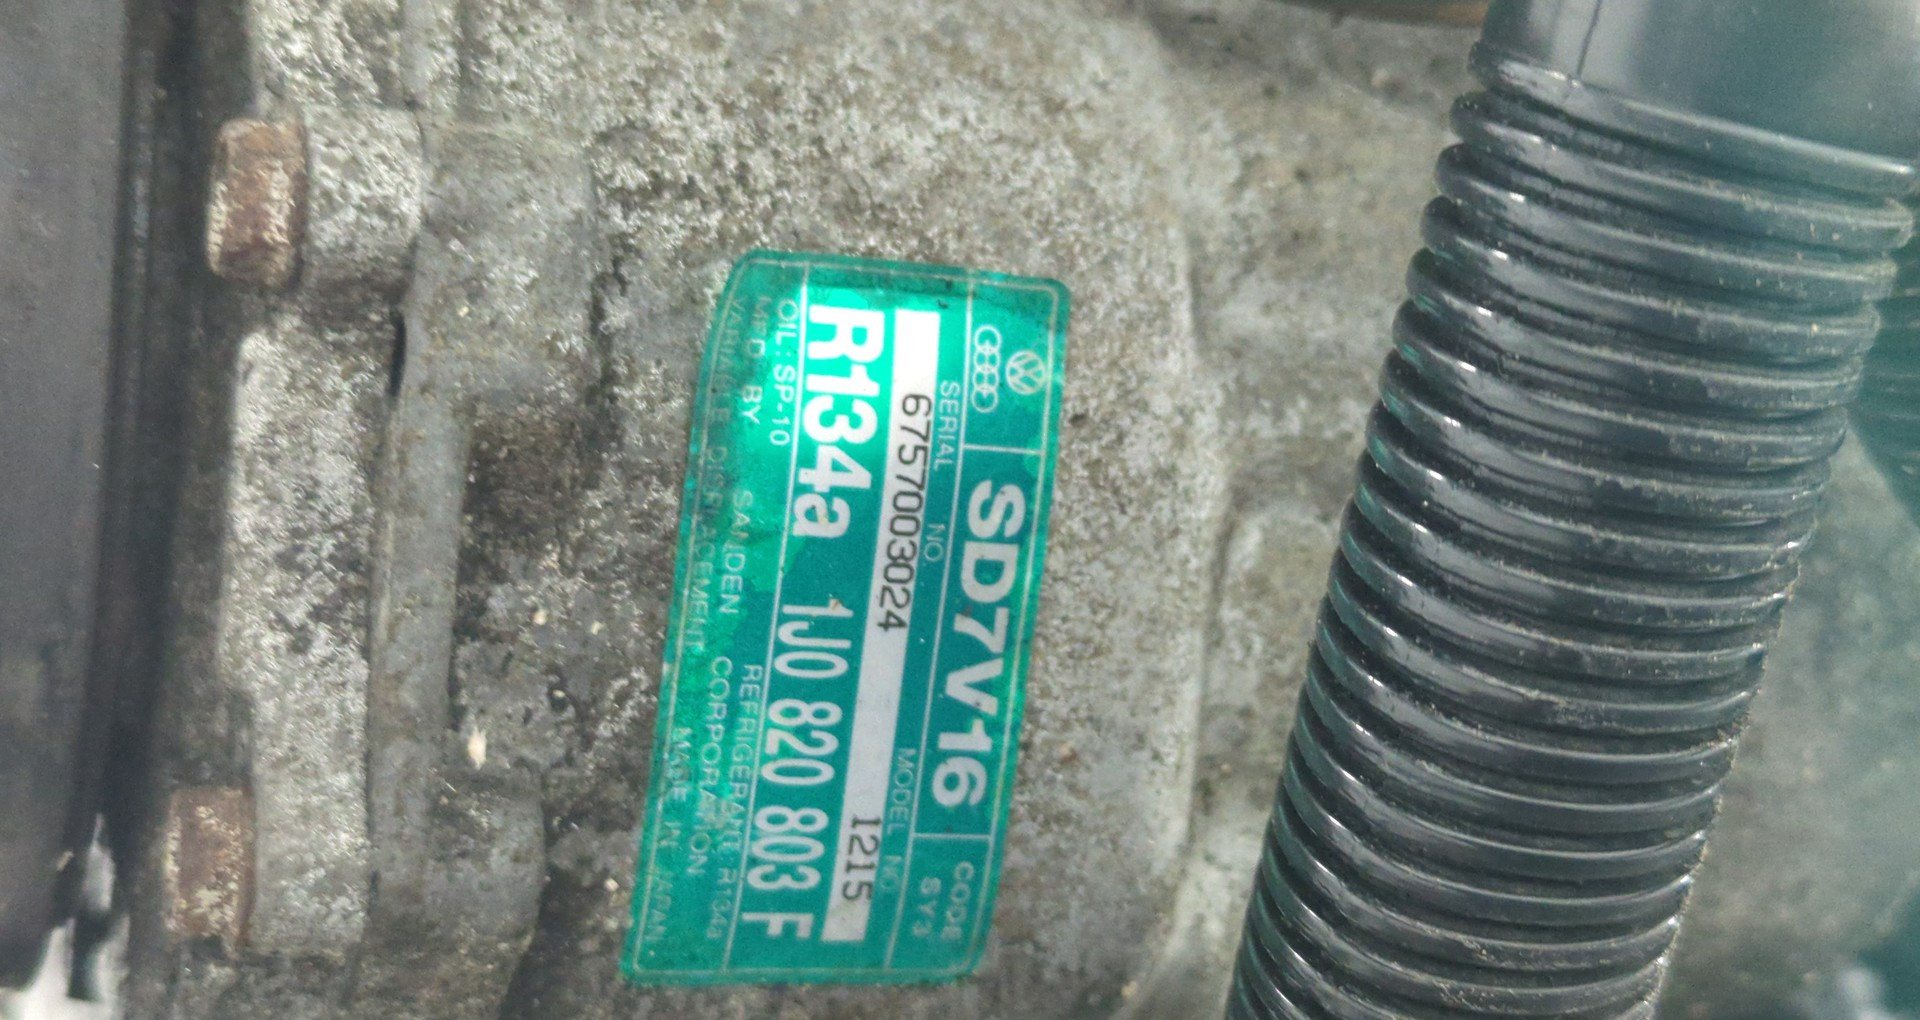 SD7V16
CODE
SY3
SERIAL NO.
MODEL NO.
6757003024
1215
R134a 1J0 820 803 F
OIL:SP-10
REFRIGERANT:R134a
MFD BY SANDEN CORPORATION
VARIABLE DISPLACEMENT MADE IN JAPAN